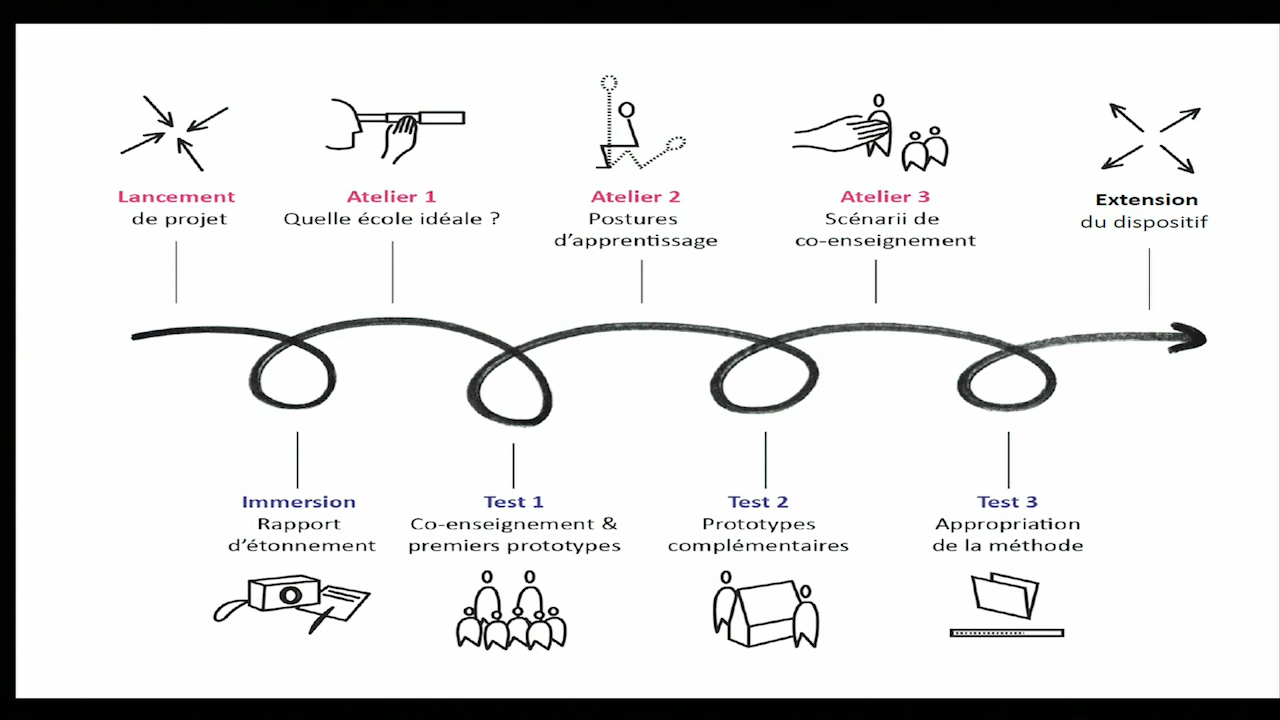 Lancement
de projet
Atelier 1
Quelle école idéale ?
Atelier 2
Postures
d’apprentissage
Atelier 3
Scénarii de
co-enseignement
Extension
du dispositif
Immersion
Rapport
d’étonnement
Test 1
Co-enseignement &
premiers prototypes
Test 2
Prototypes
complémentaires
Test 3
Appropriation
de la méthode